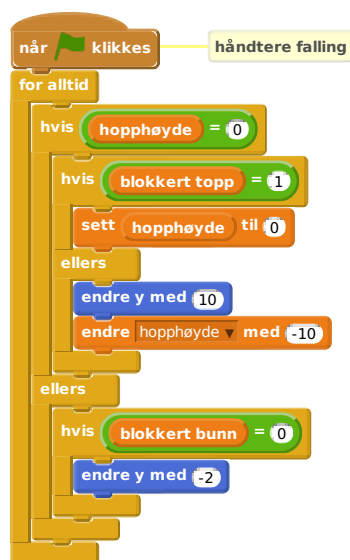 når klikkes håndtere falling
for alltid
hvis hopphøyde = 0
hvis blokkert topp = 1
sett hopphøyde til 0
ellers
endre y med 10
endre hopphøyde ▾ med -10
ellers
hvis blokkert bunn = 0
endre y med -2